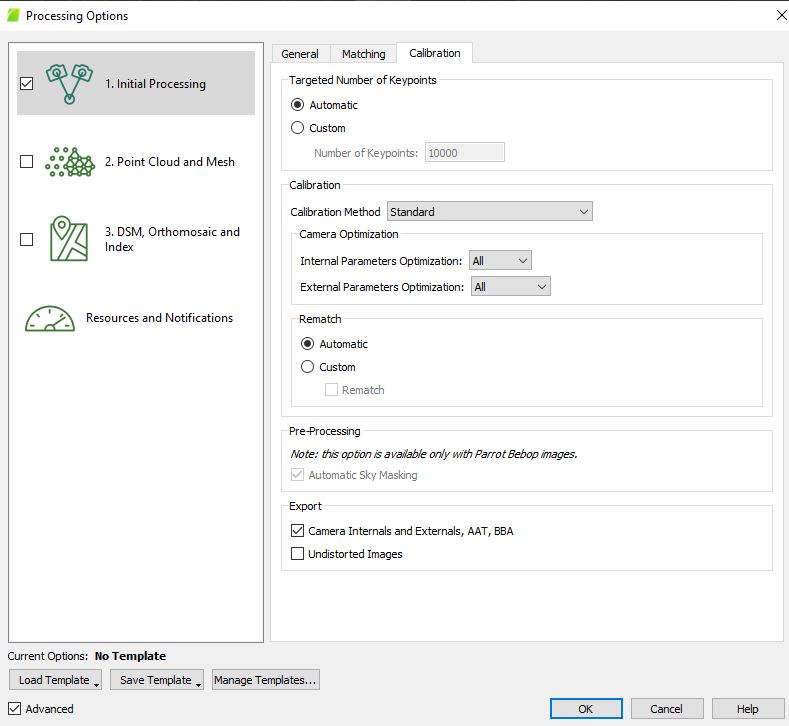 Processing Options
1. Initial Processing
2. Point Cloud and Mesh
3. DSM, Orthomosaic and
Index
Resources and Notifications
General Matching Calibration
Targeted Number of Keypoints
Automatic
Custom
Number of Keypoints: 10000
Calibration
Calibration Method Standard
Camera Optimization
Internal Parameters Optimization: All
External Parameters Optimization: All
Rematch
Automatic
Custom
Rematch
Pre-Processing
Note: this option is available only with Parrot Bebop images.
Automatic Sky Masking
Export
Camera Internals and Externals, AAT, BBA
Undistorted Images
Current Options: No Template
Load Template Save Template Manage Templates...
Advanced
OK Cancel Help